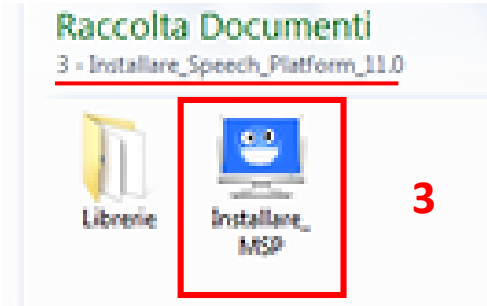 Raccolta Documenti
3 - Installare_Speech_Platform_11.0
Librerie
Installare_
MSP
3